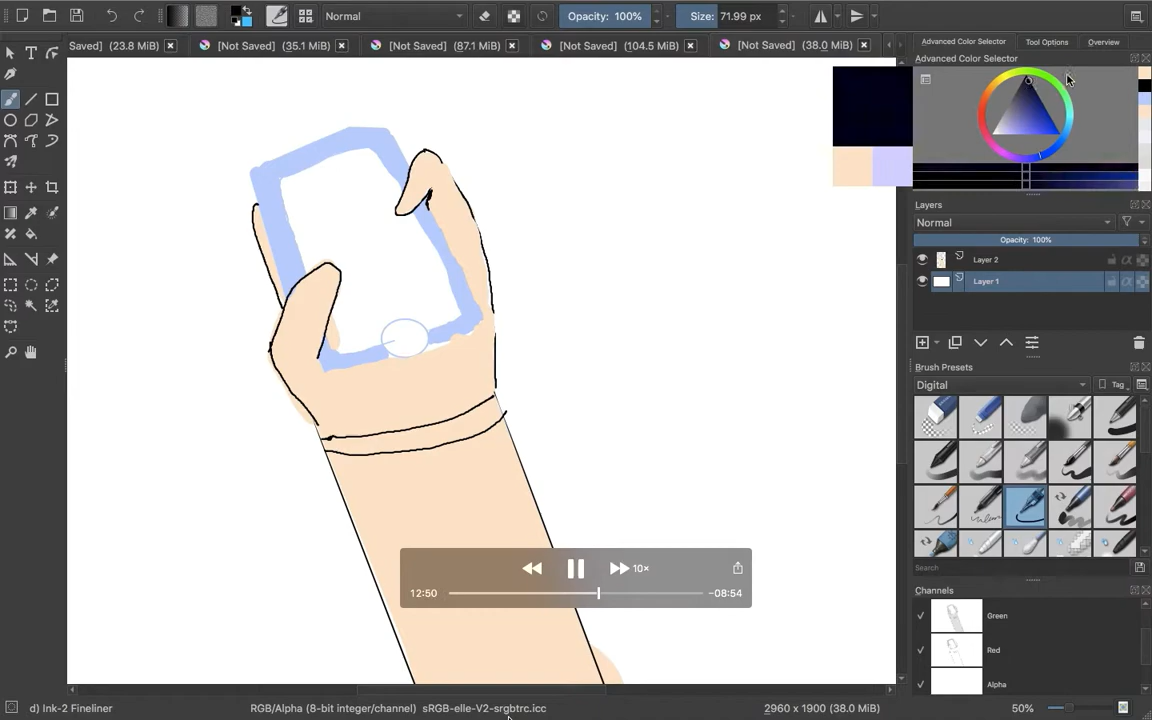 Normal
Opacity: 100%
Size: 71.99 px
Saved] (23.8 MiB)
[Not Saved] (35.1 MiB)
[Not Saved] (87.1 MiB)
[Not Saved] (104.5 MiB)
[Not Saved] (38.0 MiB)
Advanced Color Selector
Tool Options
Overview
Advanced Color Selector
Layers
Normal
Opacity: 100%
Layer 2
Layer 1
Brush Presets
Digital
Tag
Search
Channels
Green
Red
Alpha
10×
12:50
-08:54
d) Ink-2 Fineliner
RGB/Alpha (8-bit integer/channel) sRGB-elle-V2-srgbtrc.icc
2960 x 1900 (38.0 MiB)
50%